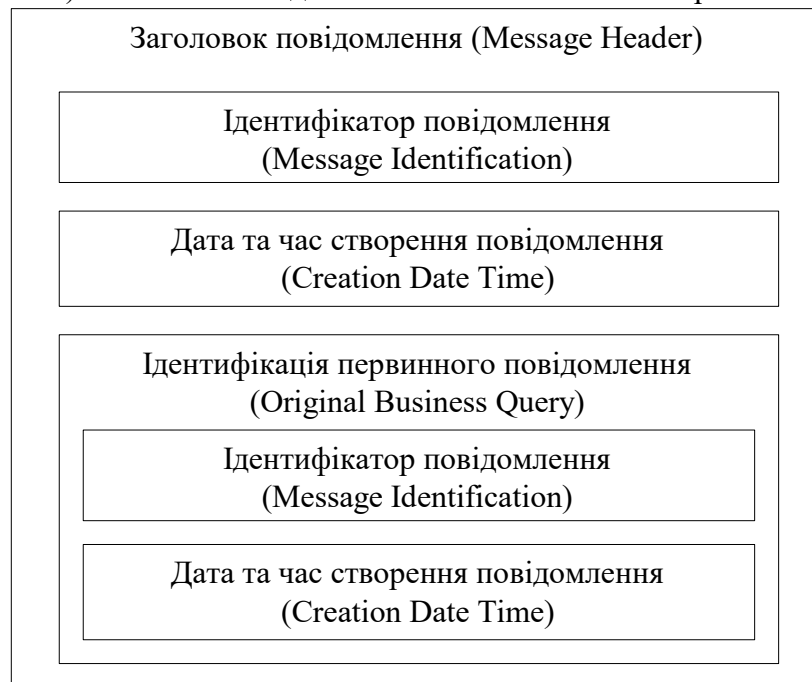 Заголовок повідомлення (Message Header)
Ідентифікатор повідомлення
(Message Identification)
Дата та час створення повідомлення
(Creation Date Time)
Ідентифікація первинного повідомлення
(Original Business Query)
Ідентифікатор повідомлення
(Message Identification)
Дата та час створення повідомлення
(Creation Date Time)